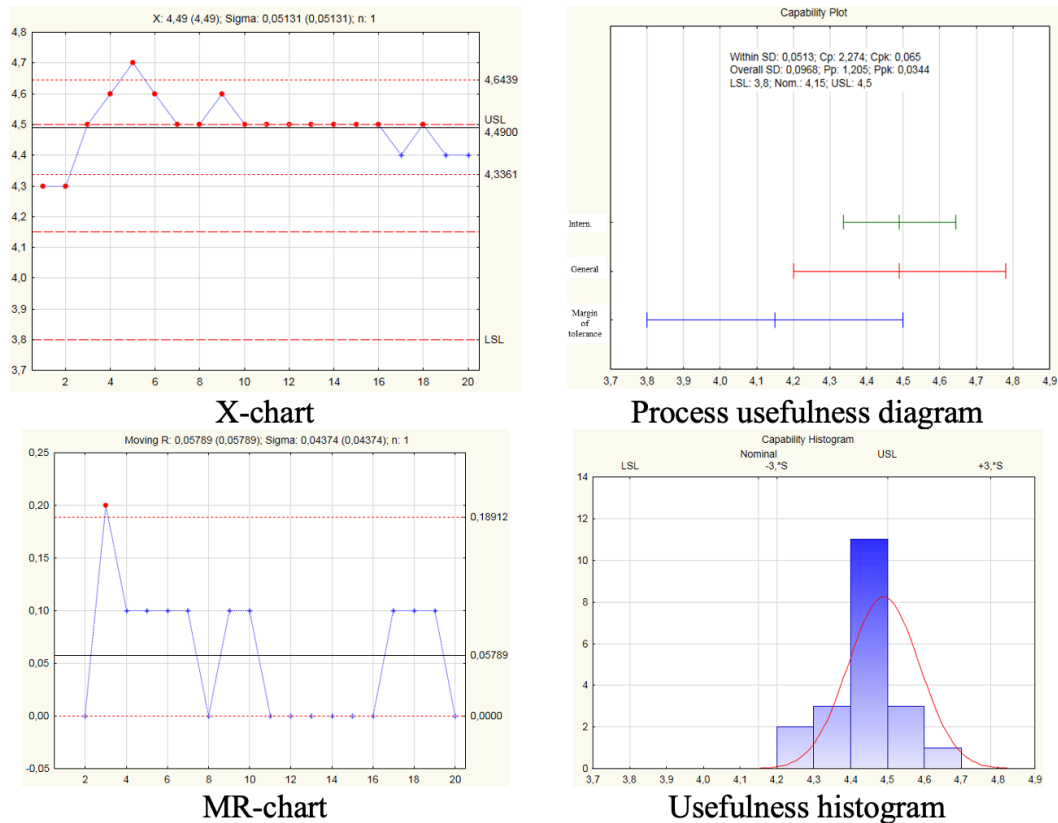 X: 4,49 (4,49); Sigma: 0,05131 (0,05131); n: 1
4,8
4,7
4,6
4,5
4,4
4,3
4,2
4,1
4,0
3,9
3,8
3,7
4,6439
USL
4,4900
4,3361
LSL
2 4 6 8 10 12 14 16 18 20
X-chart
Capability Plot
Within SD: 0,0513; Cp: 2,274; Cpk: 0,065
Overall SD: 0,0968; Pp: 1,205; Ppk: 0,0344
LSL: 3,8; Nom.: 4,15; USL: 4,5
Intern.
General
Margin
of
tolerance
3,7 3,8 3,9 4,0 4,1 4,2 4,3 4,4 4,5 4,6 4,7 4,8 4,9
Process usefulness diagram
Moving R: 0,05789 (0,05789); Sigma: 0,04374 (0,04374); n: 1
0,25
0,20
0,15
0,10
0,05
0,00
-0,05
0,18912
0,05789
0,0000
2 4 6 8 10 12 14 16 18 20
MR-chart
Capability Histogram
Nominal USL
LSL -3,*S +3,*S
14
12
10
8
6
4
2
0
3,7 3,8 3,9 4,0 4,1 4,2 4,3 4,4 4,5 4,6 4,7 4,8 4,9
Usefulness histogram